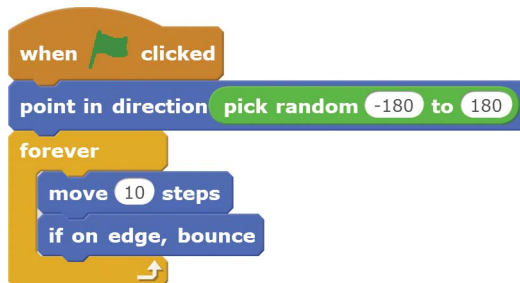 when clicked
point in direction pick random -180 to 180
forever
move 10 steps
if on edge, bounce